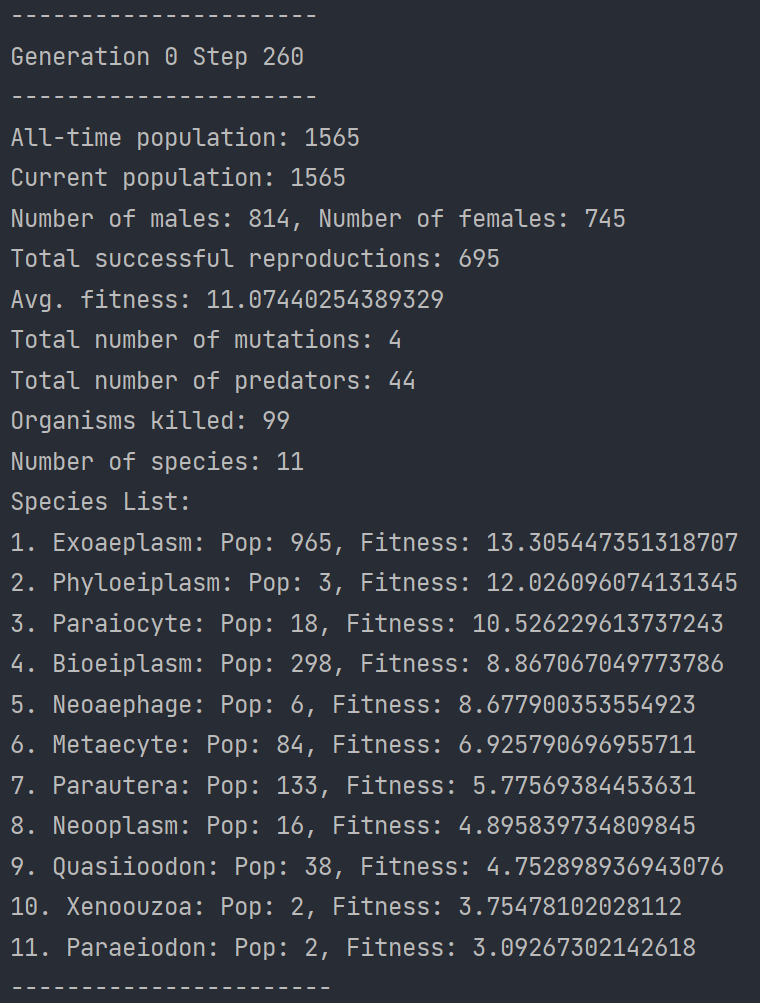 ----------------------
Generation 0 Step 260
----------------------
All-time population: 1565
Current population: 1565
Number of males: 814, Number of females: 745
Total successful reproductions: 695
Avg. fitness: 11.07440254389329
Total number of mutations: 4
Total number of predators: 44
Organisms killed: 99
Number of species: 11
Species List:
1. Exoaeplasm: Pop: 965, Fitness: 13.305447351318707
2. Phyloeiplasm: Pop: 3, Fitness: 12.026096074131345
3. Paraiocyte: Pop: 18, Fitness: 10.526229613737243
4. Bioeiplasm: Pop: 298, Fitness: 8.867067049773786
5. Neoaephage: Pop: 6, Fitness: 8.677900353554923
6. Metaecyte: Pop: 84, Fitness: 6.925790696955711
7. Parautera: Pop: 133, Fitness: 5.77569384453631
8. Neooplasm: Pop: 16, Fitness: 4.895839734809845
9. Quasiioodon: Pop: 38, Fitness: 4.752898936943076
10. Xenoouzoa: Pop: 2, Fitness: 3.75478102028112
11. Paraeiodon: Pop: 2, Fitness: 3.09267302142618
-----------------------